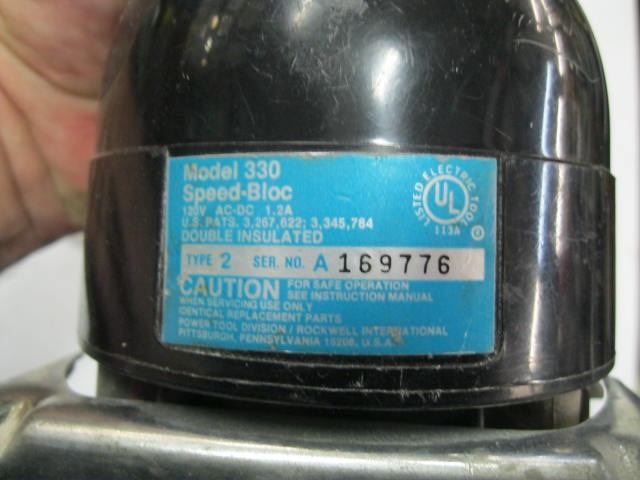 Model 330
Speed-Bloc
120V AC-DC 1.2A
U.S. PATS. 3,267,622; 3,345,784
DOUBLE INSULATED
LISTED ELECTRIC TOOL
UL
113A
TYPE 2 SER. NO. A 169776
CAUTION FOR SAFE OPERATION
SEE INSTRUCTION MANUAL
WHEN SERVICING USE ONLY
IDENTICAL REPLACEMENT PARTS
POWER TOOL DIVISION / ROCKWELL INTERNATIONAL
PITTSBURGH, PENNSYLVANIA 15208, U.S.A.